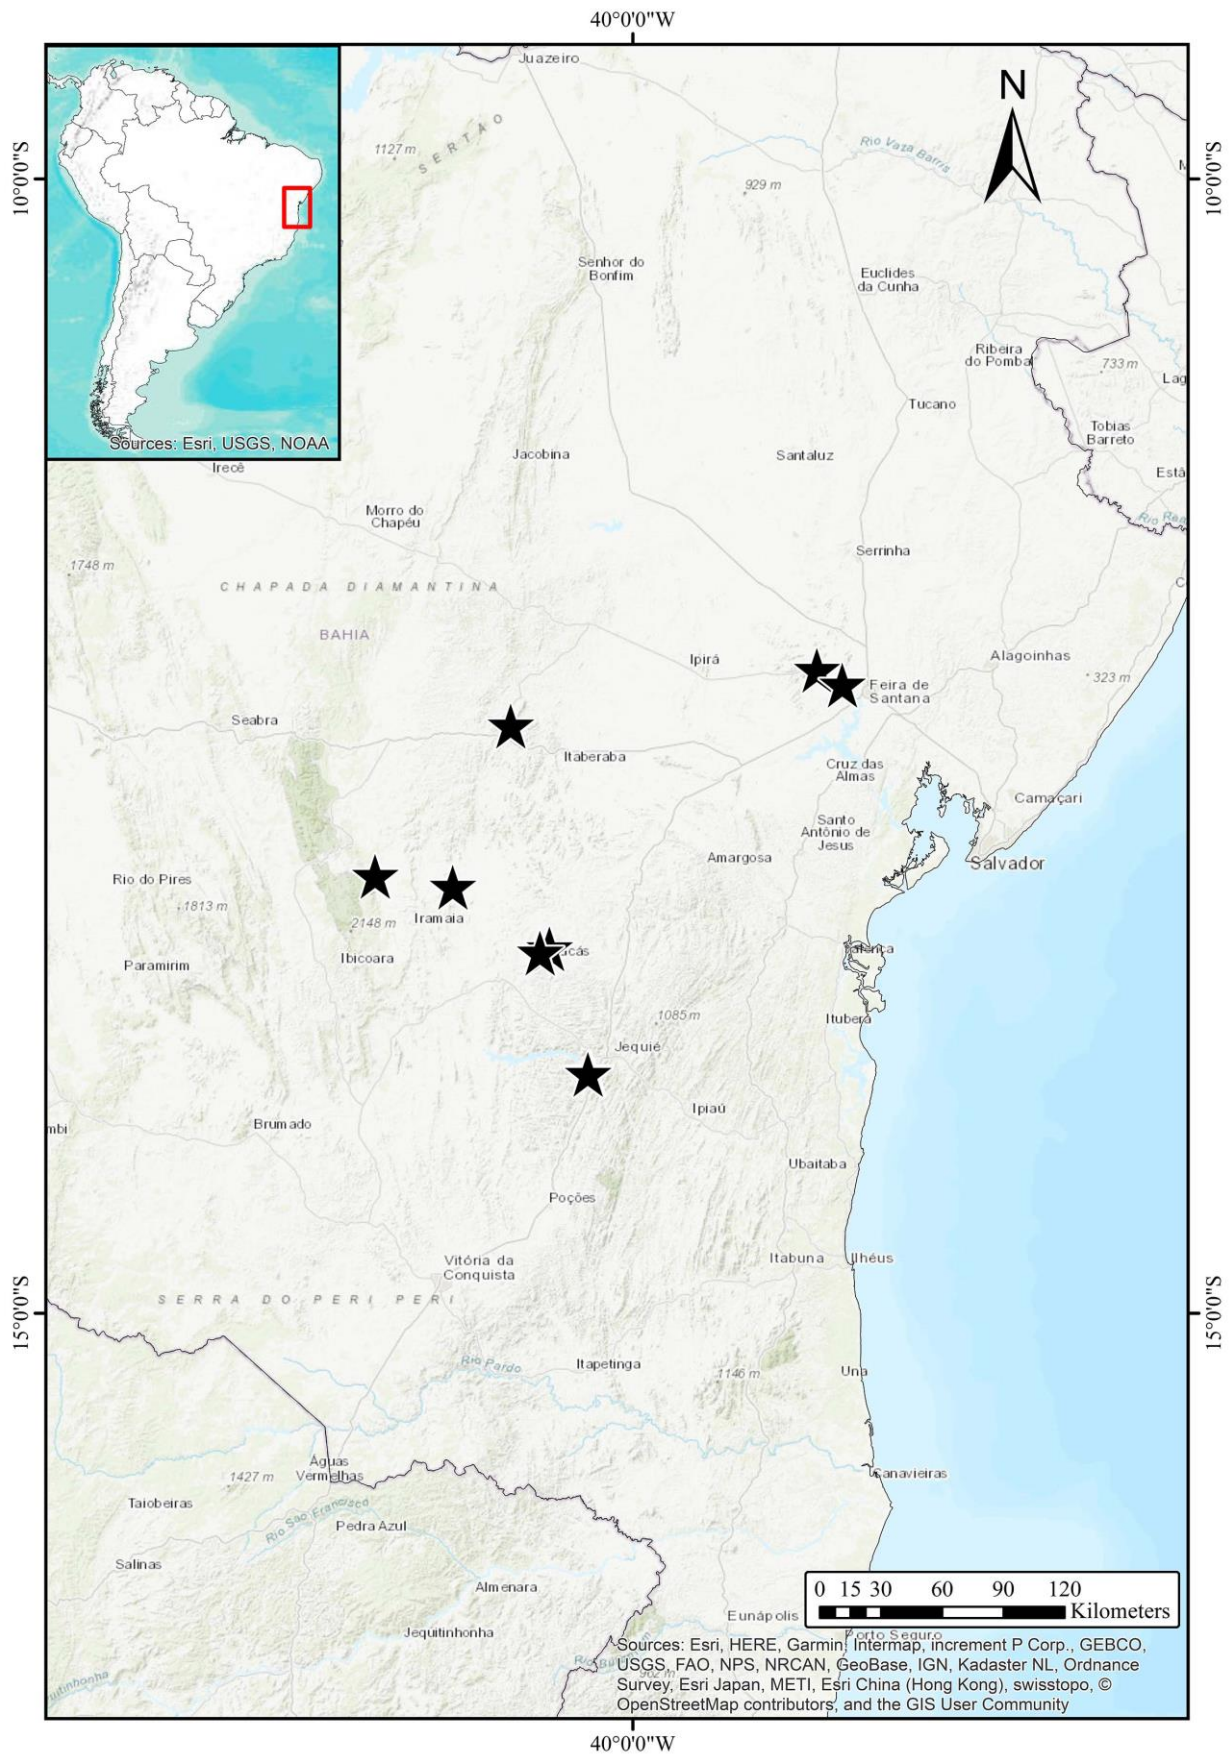 40°0'0"W
Juazeiro
N
SERTÃO
1127 m
Rio Vaza Barris
10°0'0"S
10°0'0"S
929 m
Senhor do
Bonfim
Euclides
da Cunha
Ribeira
do Pombal
733 m
Lag
Tucano
Tobias
Barreto
Sources: Esri, USGS, NOAA
Irecê
Jacobina
Santaluz
Está
Morro do
Chapéu
Rio Rea
Serrinha
1748 m
CHAPADA DIAMANTINA
BAHIA
Ipirá
Alagoinhas
323 m
Feira de
Santana
Seabra
Itaberaba
Cruz das
Almas
Camaçari
Santo
Antônio de
Jesus
Amargosa
Salvador
Rio do Pires
1813 m
Iramaia
2148 m
Ibicoara
acás
Paramirim
Ituberá
1085 m
Jequié
Ipiaú
Brumado
mbi
Ubaitaba
Poções
Vitória da
Conquista
Itabuna
Ilhéus
SERRA DO PERI PERI
15°0'0"S
15°0'0"S
Rio Pardo
Itapetinga
1146 m
Una
Águas
Vermelhas
1427 m
Canavieiras
Taiobeiras
Rio São Francisco
Pedra Azul
Salinas
Almenara
0 15 30 60 90 120
Kilometers
Eunápolis
Porto Seguro
Jequitinhonha
Sources: Esri, HERE, Garmin, Intermap, increment P Corp., GEBCO,
USGS, FAO, NPS, NRCAN, GeoBase, IGN, Kadaster NL, Ordnance
Survey, Esri Japan, METI, Esri China (Hong Kong), swisstopo, ©
OpenStreetMap contributors, and the GIS User Community
40°0'0"W